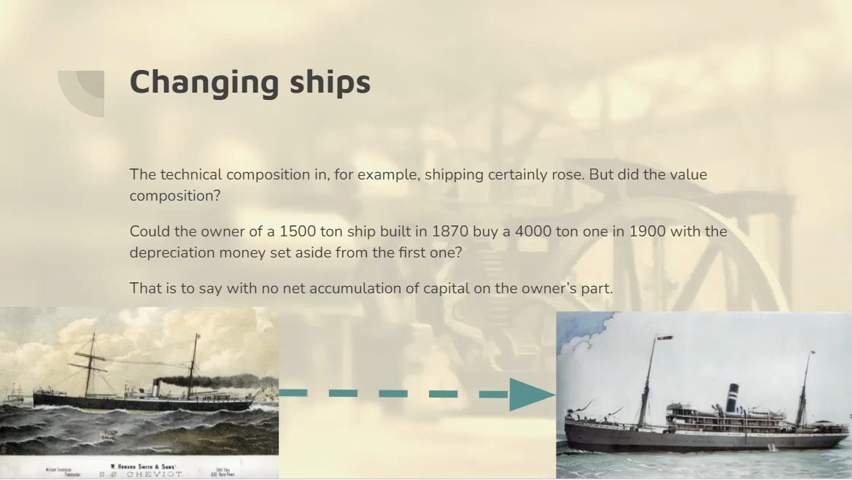 Changing ships
The technical composition in, for example, shipping certainly rose. But did the value
composition?
Could the owner of a 1500 ton ship built in 1870 buy a 4000 ton one in 1900 with the
depreciation money set aside from the first one?
That is to say with no net accumulation of capital on the owner's part.
W. Howard Smith & Sons'
S.S. CHEVIOT.